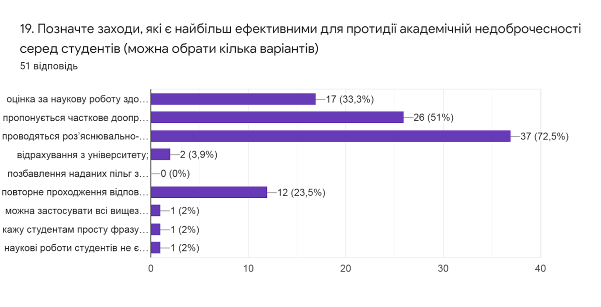 19. Позначте заходи, які є найбільш ефективними для протидії академічній недоброчесності
серед студентів (можна обрати кілька варіантів)
51 відповідь
оцінка за наукову роботу здо… 17 (33,3%)
пропонується часткове доопр… 26 (51%)
проводяться роз’яснювально-… 37 (72,5%)
відрахування з університету; 2 (3,9%)
позбавлення наданих пільг з… 0 (0%)
повторне проходження відпов… 12 (23,5%)
можна застосувати всі вищез… 1 (2%)
кажу студентам просту фразу… 1 (2%)
наукові роботи студентів не є… 1 (2%)
0 10 20 30 40